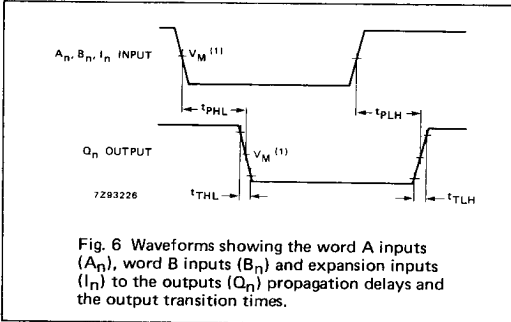 An, Bn, In INPUT
VM (1)
tPHL
tPLH
Qn OUTPUT
VM (1)
7Z93226
tTHL
tTLH
Fig. 6 Waveforms showing the word A inputs
(An), word B inputs (Bn) and expansion inputs
(In) to the outputs (Qn) propagation delays and
the output transition times.